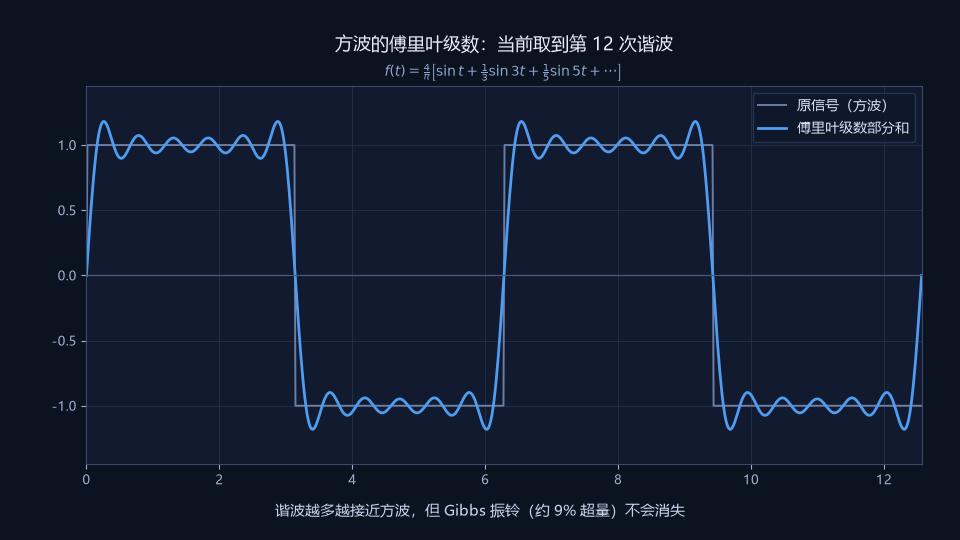 方波的傅里叶级数：当前取到第 12 次谐波
f(t) = 4/π[sin t + 1/3 sin 3t + 1/5 sin 5t + ⋯]
原信号（方波）
傅里叶级数部分和
1.0
0.5
0.0
-0.5
-1.0
0 2 4 6 8 10 12
谐波越多越接近方波，但 Gibbs 振铃（约 9% 超量）不会消失